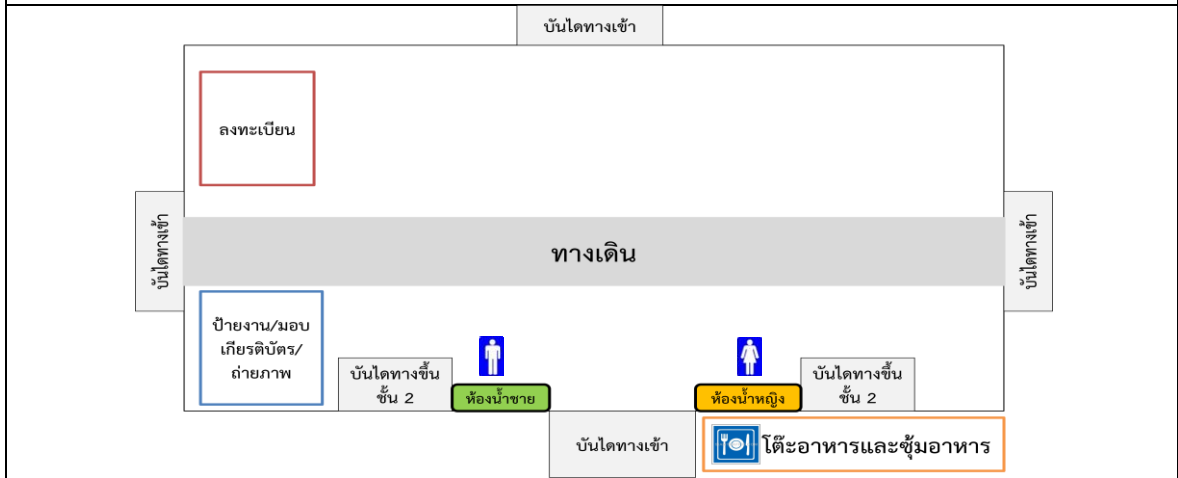 บันไดทางเข้า
ลงทะเบียน
บันไดทางเข้า
ทางเดิน
บันไดทางเข้า
ป้ายงาน/มอบ
เกียรติบัตร/
ถ่ายภาพ
บันไดทางขึ้น
ชั้น 2
ห้องน้ำชาย
ห้องน้ำหญิง
บันไดทางขึ้น
ชั้น 2
บันไดทางเข้า
โต๊ะอาหารและซุ้มอาหาร